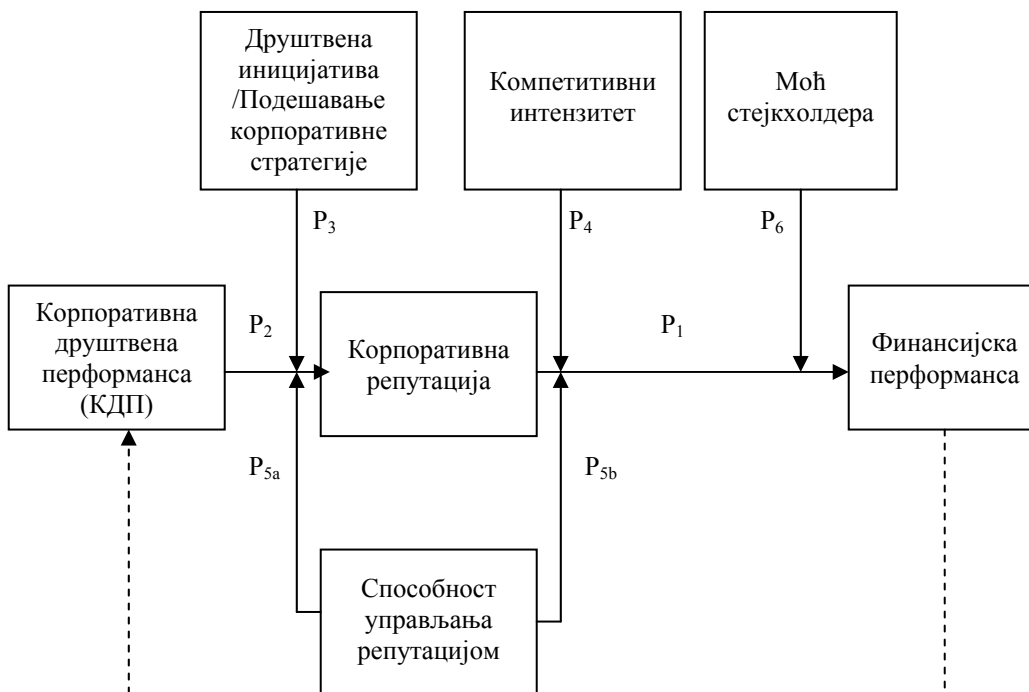 Друштвена
иницијатива
/Подешавање
корпоративне
стратегије
Компетитивни
интензитет
Моћ
стејкхолдера
P3
P4
P6
Корпоративна
друштвена
перформанса
(КДП)
P2
Корпоративна
репутација
P1
Финансијска
перформанса
P5a
P5b
Способност
управљања
репутацијом